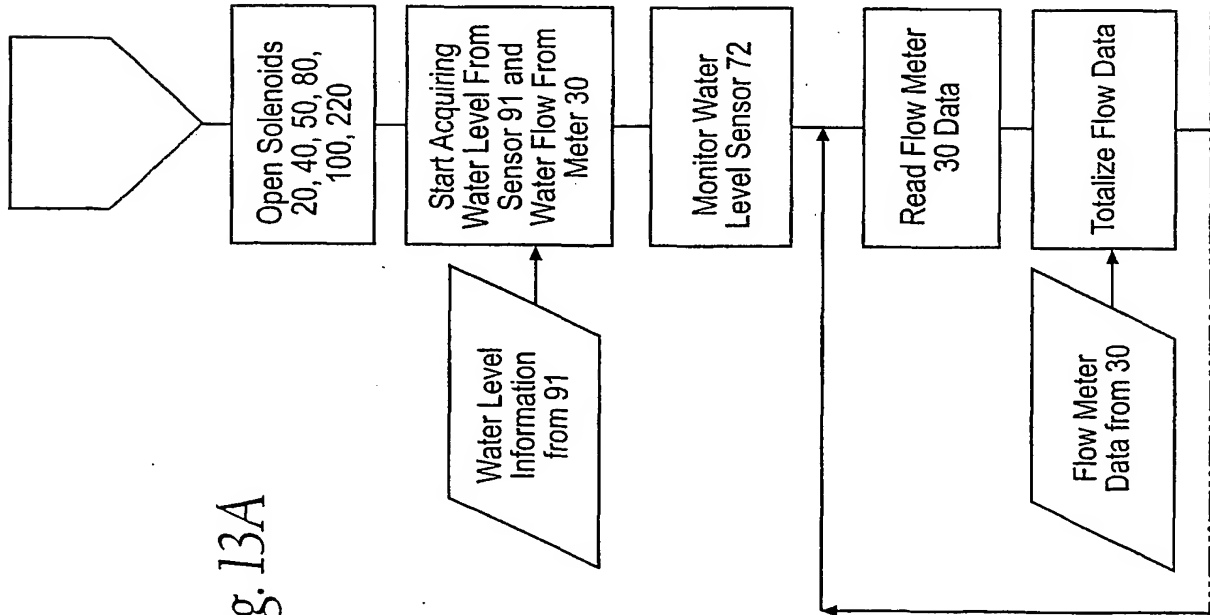 Open Solenoids
20, 40, 50, 80,
100, 220
Start Acquiring
Water Level From
Sensor 91 and
Water Flow From
Meter 30
Water Level
Information
from 91
Monitor Water
Level Sensor 72
Read Flow Meter
30 Data
Totalize Flow Data
Flow Meter
Data from 30
g. 13A